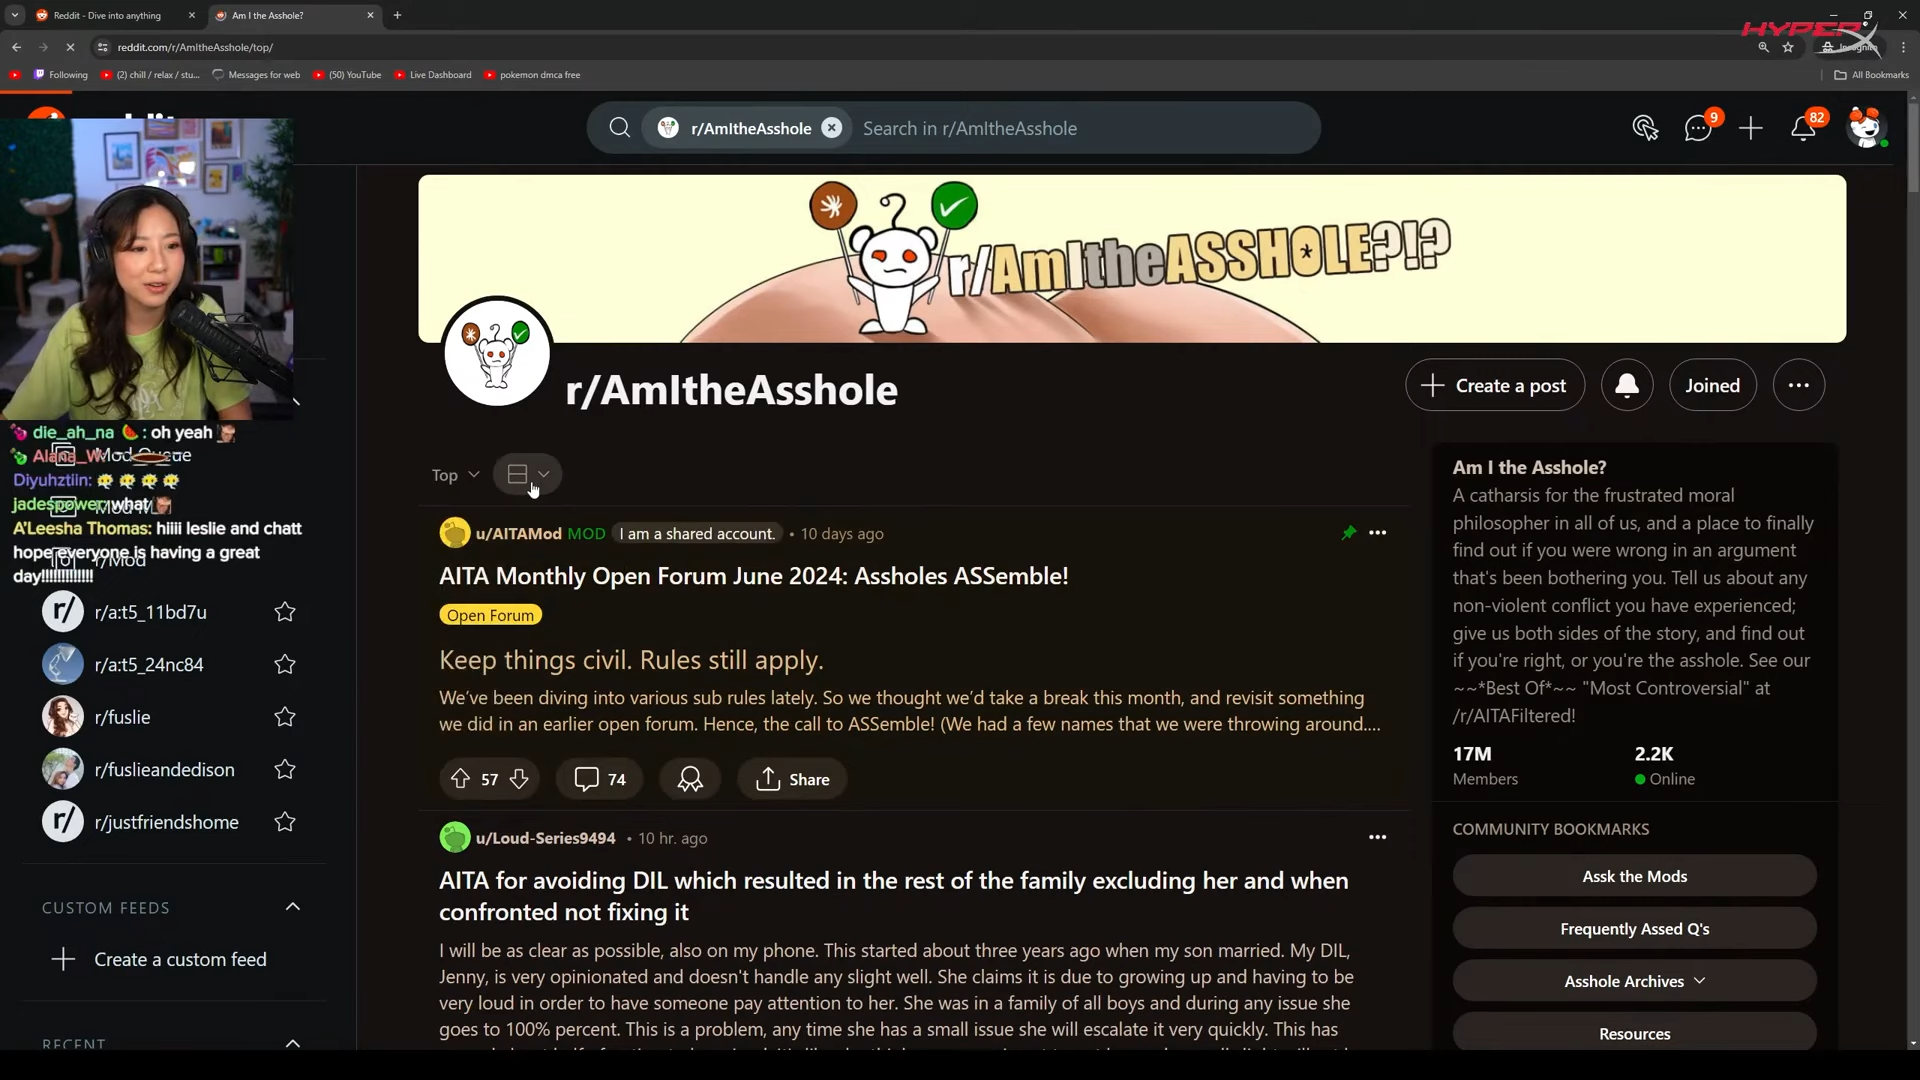 Reddit - Dive into anything
Am I the Asshole?
reddit.com/r/AmItheAsshole/top/
HYPERX
Incognito
Following
(2) chill / relax / stu...
Messages for web
(50) YouTube
Live Dashboard
pokemon dmca free
All Bookmarks
r/AmItheAsshole
Search in r/AmItheAsshole
9
82
r/AmItheASSH*LE?!?
r/AmItheAsshole
Create a post
Joined
Top
die_ah_na : oh yeah
Alana_W:
Mod Queue
Diyuhztiin:
jadespower: what
Mod M
A'Leesha Thomas: hiiii leslie and chatt
hope everyone is having a great
day!!!!!!!!!!!!!
r/Mod
r/a:t5_11bd7u
r/a:t5_24nc84
r/fuslie
r/fuslieandedison
r/justfriendshome
CUSTOM FEEDS
Create a custom feed
RECENT
u/AITAMod MOD I am a shared account. • 10 days ago
AITA Monthly Open Forum June 2024: Assholes ASSemble!
Open Forum
Keep things civil. Rules still apply.
We've been diving into various sub rules lately. So we thought we'd take a break this month, and revisit something
we did in an earlier open forum. Hence, the call to ASSemble! (We had a few names that we were throwing around....
57
74
Share
u/Loud-Series9494 • 10 hr. ago
AITA for avoiding DIL which resulted in the rest of the family excluding her and when
confronted not fixing it
I will be as clear as possible, also on my phone. This started about three years ago when my son married. My DIL,
Jenny, is very opinionated and doesn't handle any slight well. She claims it is due to growing up and having to be
very loud in order to have someone pay attention to her. She was in a family of all boys and during any issue she
goes to 100% percent. This is a problem, any time she has a small issue she will escalate it very quickly. This has
Am I the Asshole?
A catharsis for the frustrated moral
philosopher in all of us, and a place to finally
find out if you were wrong in an argument
that's been bothering you. Tell us about any
non-violent conflict you have experienced;
give us both sides of the story, and find out
if you're right, or you're the asshole. See our
~~*Best Of*~~ "Most Controversial" at
/r/AITAFiltered!
17M
Members
2.2K
Online
COMMUNITY BOOKMARKS
Assk the Mods
Frequently Assed Q's
Asshole Archives
Resources